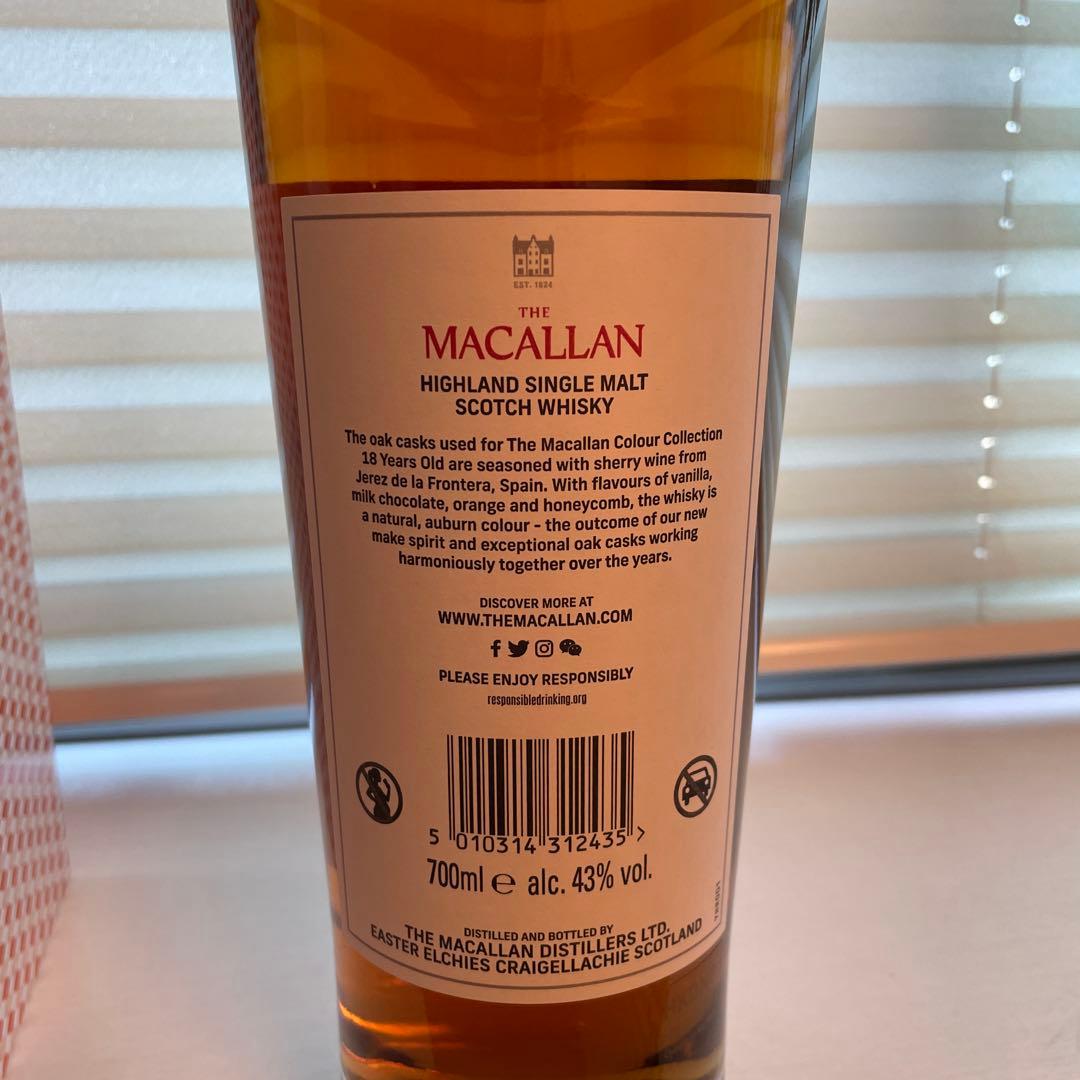 EST. 1824
THE
MACALLAN
HIGHLAND SINGLE MALT
SCOTCH WHISKY
The oak casks used for The Macallan Colour Collection
18 Years Old are seasoned with sherry wine from
Jerez de la Frontera, Spain. With flavours of vanilla,
milk chocolate, orange and honeycomb, the whisky is
a natural, auburn colour - the outcome of our new
make spirit and exceptional oak casks working
harmoniously together over the years.
DISCOVER MORE AT
WWW.THEMACALLAN.COM
PLEASE ENJOY RESPONSIBLY
responsibledrinking.org
5 010314 312435 >
700ml e alc. 43% vol.
DISTILLED AND BOTTLED BY
THE MACALLAN DISTILLERS LTD.
EASTER ELCHIES CRAIGELLACHIE SCOTLAND